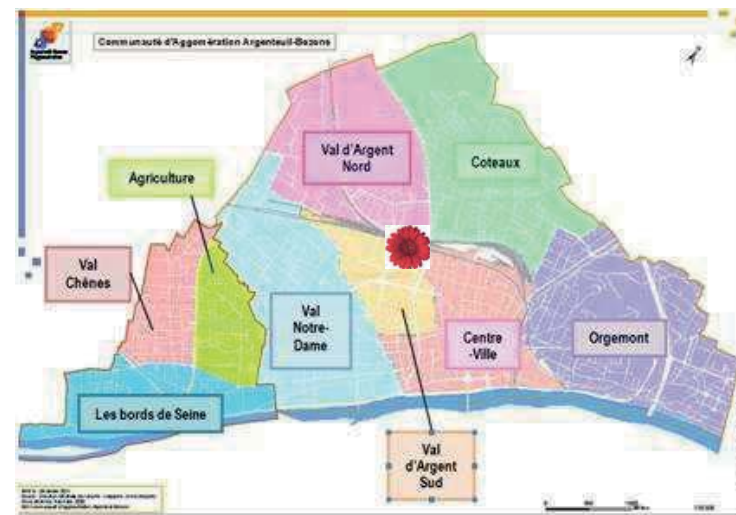 Communauté d'Aggomération Argenteuil-Bezons
Val d'Argent
Nord
Coteaux
Agriculture
Val
Chênes
Val
Notre-
Dame
Centre
-Ville
Orgemont
Les bords de Seine
Val
d'Argent
Sud